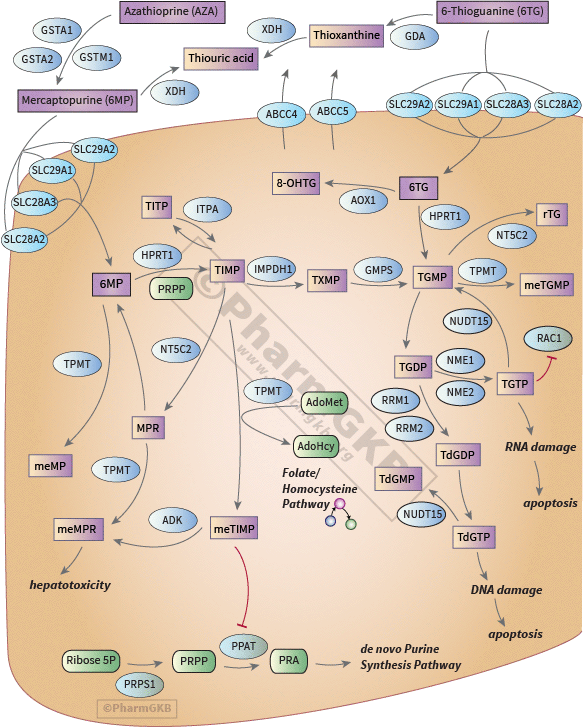 Azathioprine (AZA)
6-Thioguanine (6TG)
GSTA1
XDH
Thioxanthine
GDA
GSTA2
GSTM1
Thiouric acid
Mercaptopurine (6MP)
XDH
ABCC4
ABCC5
SLC29A2
SLC29A1
SLC28A3
SLC28A2
SLC29A2
SLC29A1
SLC28A3
SLC28A2
8-OHTG
AOX1
6TG
HPRT1
rTG
NT5C2
TITP
ITPA
HPRT1
PRPP
6MP
TIMP
IMPDH1
TXMP
GMPS
TGMP
TPMT
meTGMP
©PharmGKB
www.pharmgkb.org
NUDT15
RAC1
NT5C2
TPMT
TGDP
NME1
NME2
TGTP
TPMT
AdoMet
AdoHcy
RRM1
RRM2
MPR
RNA damage
meMP
TPMT
Folate/
Homocysteine
Pathway
TdGDP
TdGMP
apoptosis
NUDT15
ADK
meMPR
meTIMP
TdGTP
hepatotoxicity
DNA damage
apoptosis
PPAT
Ribose 5P
PRPP
PRA
PRPS1
de novo Purine
Synthesis Pathway
©PharmGKB